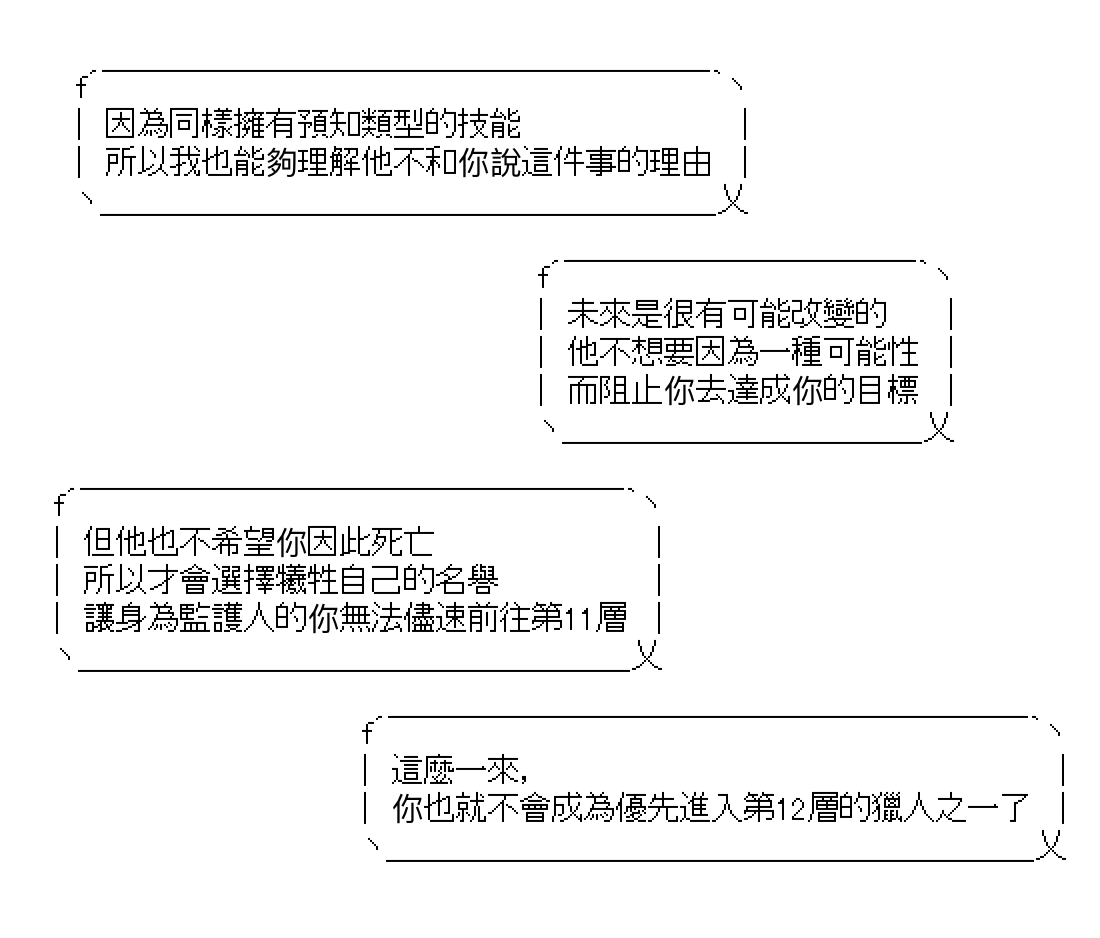 因為同樣擁有預知類型的技能
所以我也能夠理解他不和你說這件事的理由
未來是很有可能改變的
他不想要因為一種可能性
而阻止你去達成你的目標
但他也不希望你因此死亡
所以才會選擇犧牲自己的名譽
讓身為監護人的你無法儘速前往第11層
這麼一來，
你也就不會成為優先進入第12層的獵人之一了